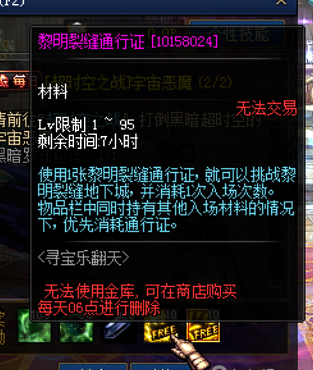 黎明裂缝通行证 [10158024]
材料
无法交易
Lv限制 1 ~ 95
剩余时间:7小时
使用1张黎明裂缝通行证,就可以挑战黎
明裂缝地下城,并消耗1次入场次数。
物品栏中同时持有其他入场材料的情况
下,优先消耗通行证。
<寻宝乐翻天>
无法使用金库, 可在商店购买
每天06点进行删除
FREE
FREE